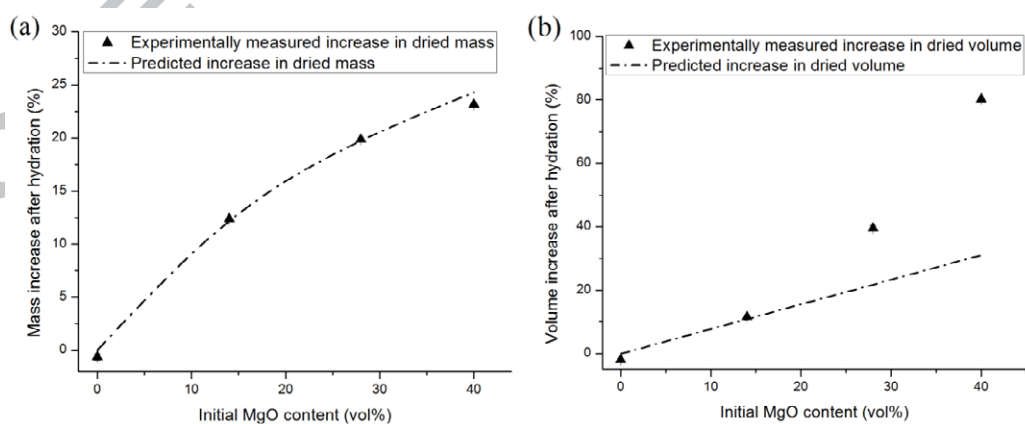 (a)
30
25
20
15
10
5
0
Experimentally measured increase in dried mass
Predicted increase in dried mass
Mass increase after hydration (%)
0 10 20 30 40
Initial MgO content (vol%)
(b)
100
80
60
40
20
0
Experimentally measured increase in dried volume
Predicted increase in dried volume
Volume increase after hydration (%)
0 10 20 30 40
Initial MgO content (vol%)